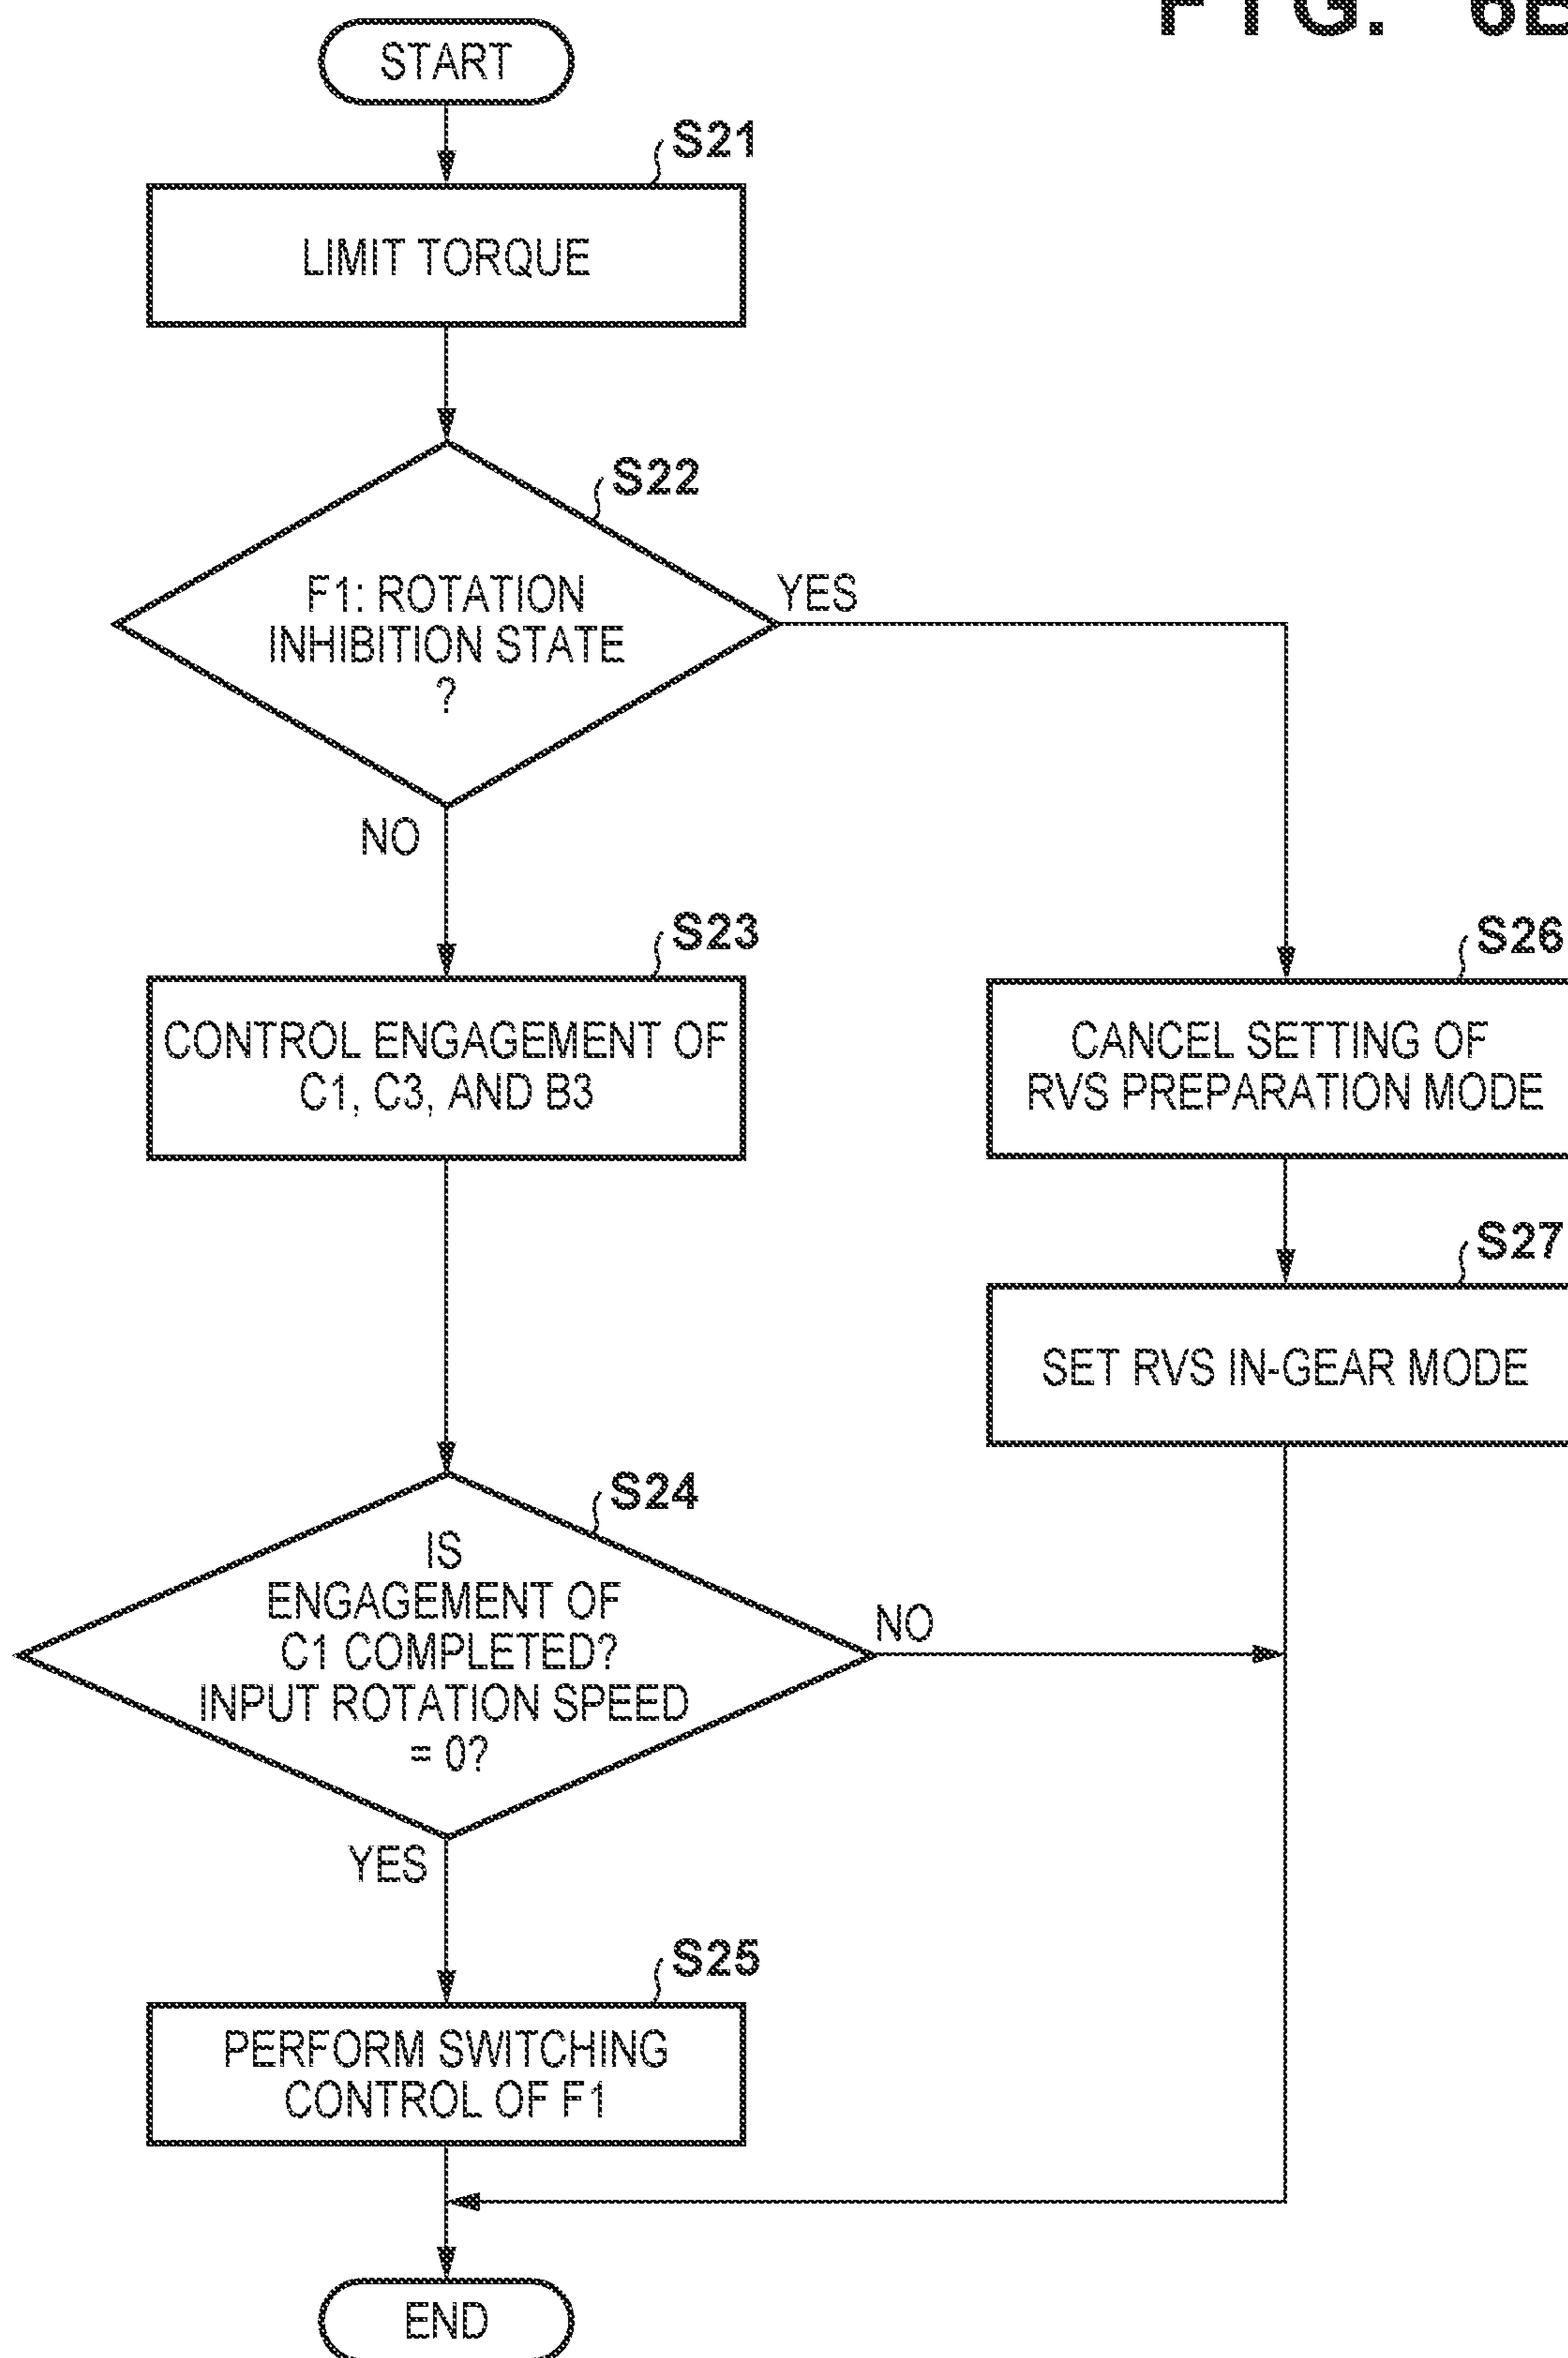 FIG. 6B
START
S21
LIMIT TORQUE
S22
F1: ROTATION
INHIBITION STATE
?
YES
NO
S23
CONTROL ENGAGEMENT OF
C1, C3, AND B3
S26
CANCEL SETTING OF
RVS PREPARATION MODE
S27
SET RVS IN-GEAR MODE
S24
IS
ENGAGEMENT OF
C1 COMPLETED?
INPUT ROTATION SPEED
= 0?
NO
YES
S25
PERFORM SWITCHING
CONTROL OF F1
END